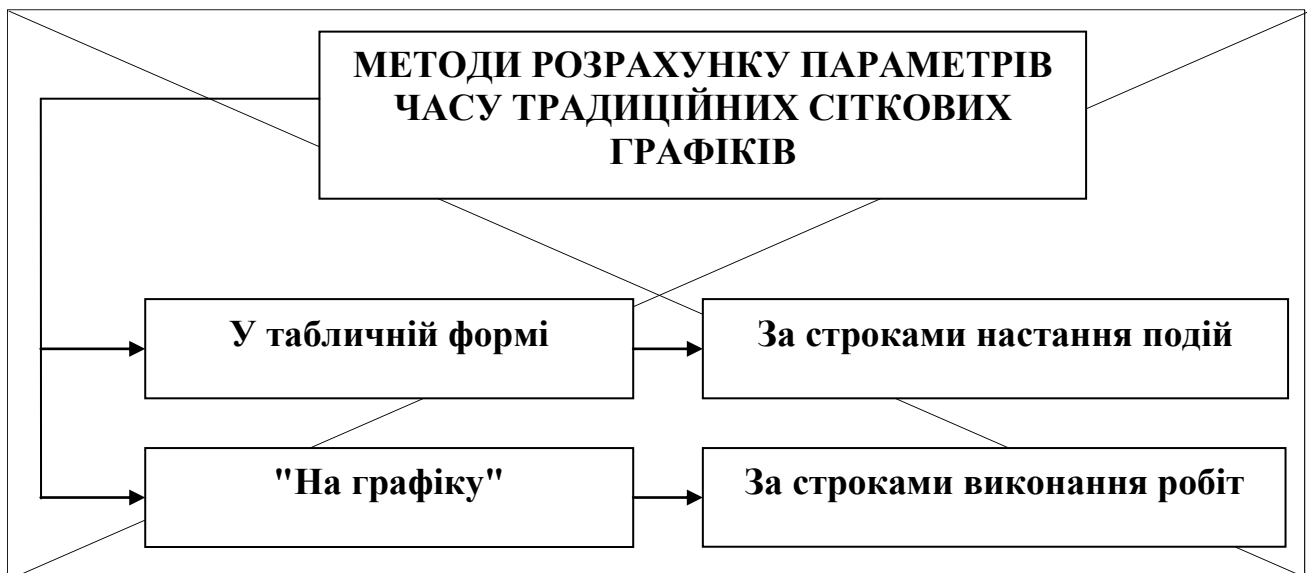 МЕТОДИ РОЗРАХУНКУ ПАРАМЕТРІВ
ЧАСУ ТРАДИЦІЙНИХ СІТКОВИХ
ГРАФІКІВ
У табличній формі
За строками настання подій
"На графіку"
За строками виконання робіт